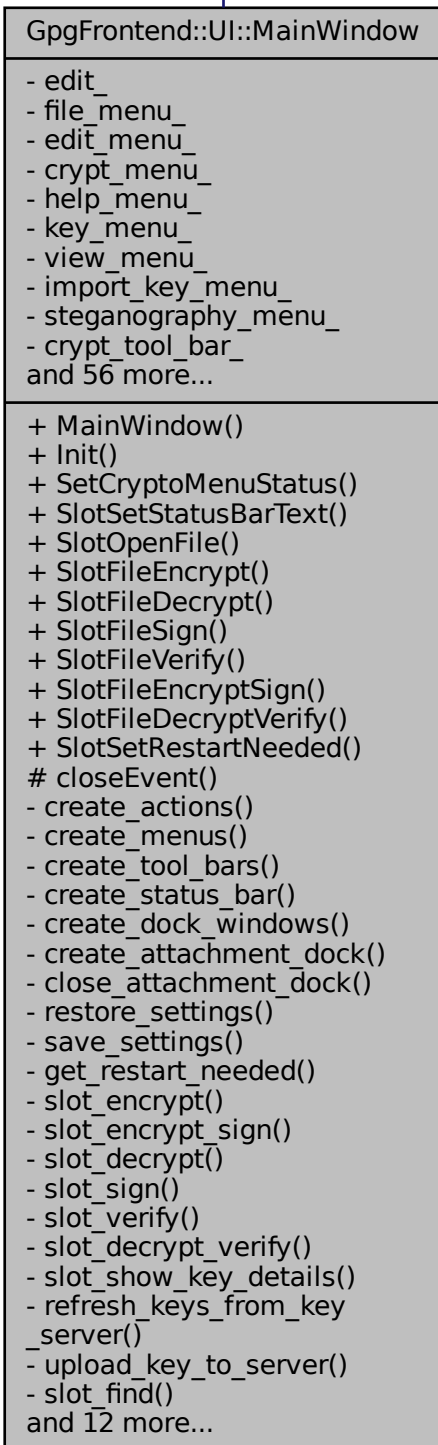 GpgFrontend::UI::MainWindow
- edit_
- file_menu_
- edit_menu_
- crypt_menu_
- help_menu_
- key_menu_
- view_menu_
- import_key_menu_
- steganography_menu_
- crypt_tool_bar_
and 56 more...
+ MainWindow()
+ Init()
+ SetCryptoMenuStatus()
+ SlotSetStatusBarText()
+ SlotOpenFile()
+ SlotFileEncrypt()
+ SlotFileDecrypt()
+ SlotFileSign()
+ SlotFileVerify()
+ SlotFileEncryptSign()
+ SlotFileDecryptVerify()
+ SlotSetRestartNeeded()
# closeEvent()
- create_actions()
- create_menus()
- create_tool_bars()
- create_status_bar()
- create_dock_windows()
- create_attachment_dock()
- close_attachment_dock()
- restore_settings()
- save_settings()
- get_restart_needed()
- slot_encrypt()
- slot_encrypt_sign()
- slot_decrypt()
- slot_sign()
- slot_verify()
- slot_decrypt_verify()
- slot_show_key_details()
- refresh_keys_from_key
_server()
- upload_key_to_server()
- slot_find()
and 12 more...